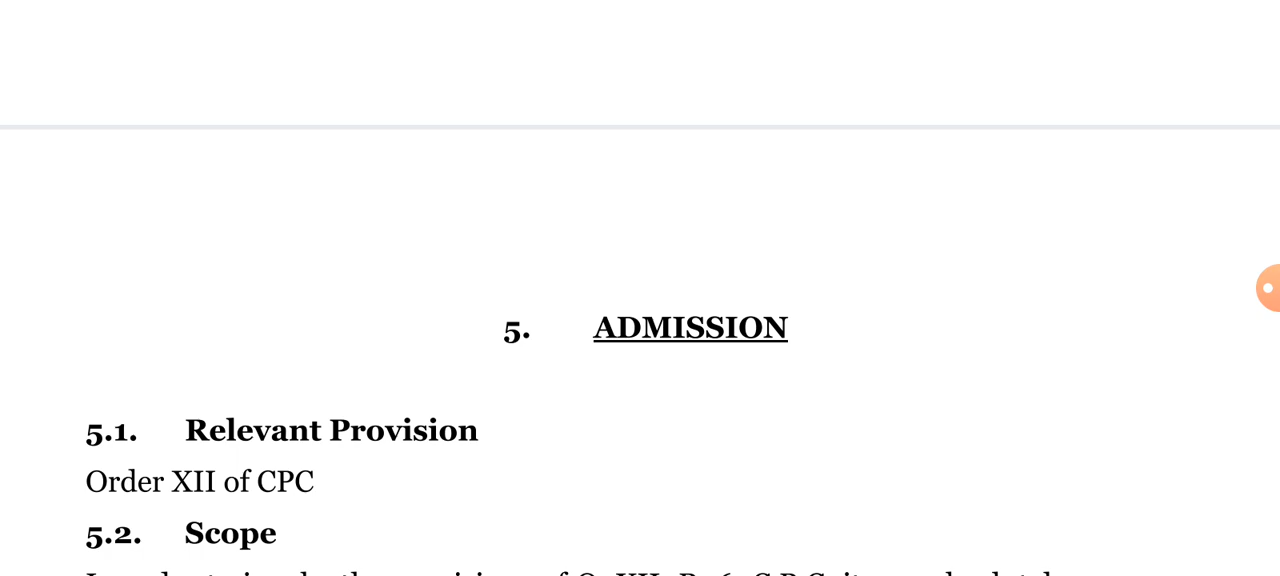 5. ADMISSION
5.1. Relevant Provision
Order XII of CPC
5.2. Scope